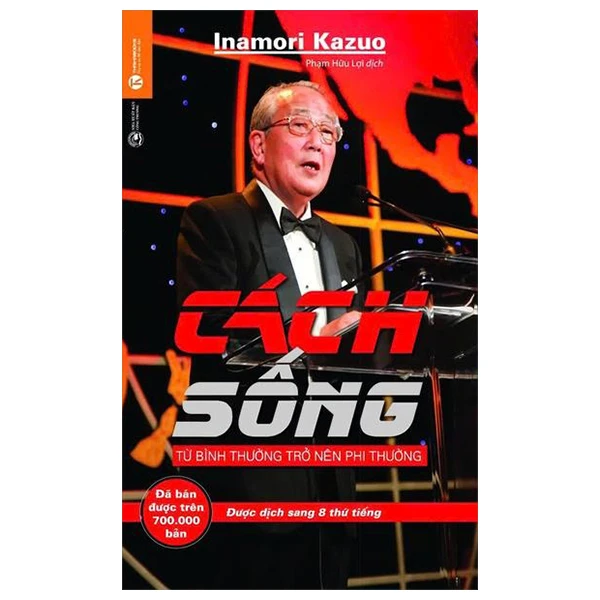 Inamori Kazuo
Phạm Hữu Lợi dịch
CÁCH
SỐNG
TỪ BÌNH THƯỜNG TRỞ NÊN PHI THƯỜNG
Đã bán
được trên
700.000
bản
Được dịch sang 8 thứ tiếng